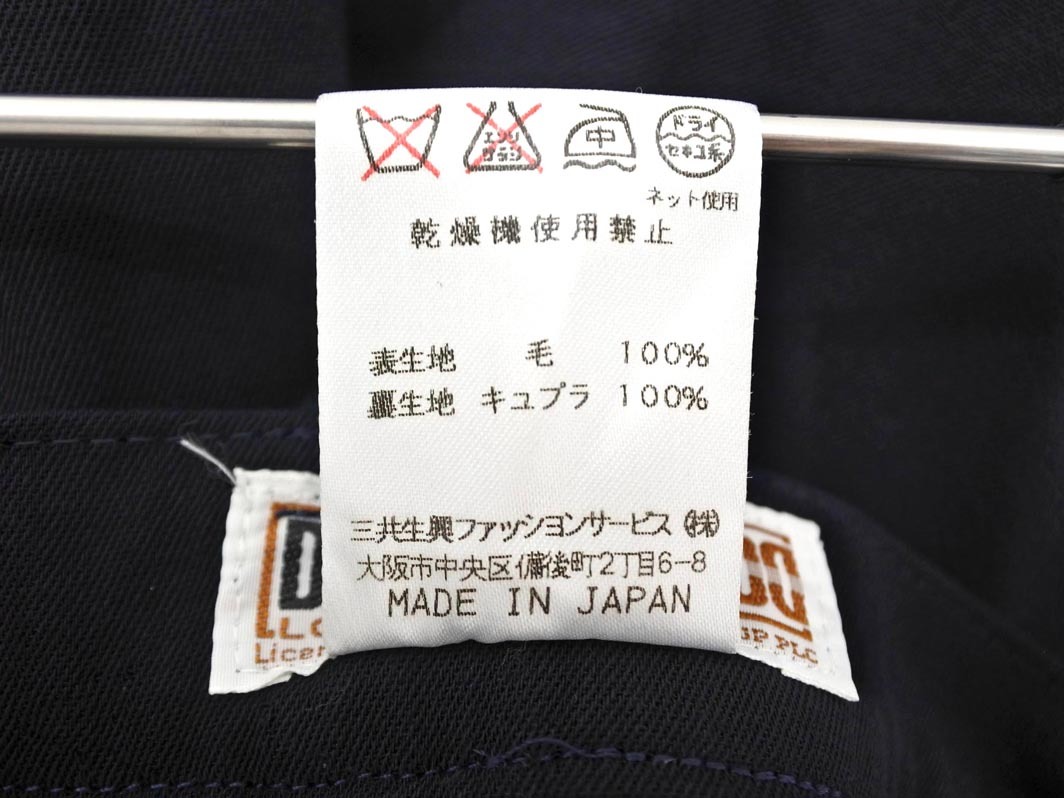 エンソ
サラシ
中
ドライ
セキユ系
ネット使用
乾燥機使用禁止
表生地 毛 100%
裏生地 キュプラ 100%
三共生興ファッションサービス㈱
大阪市中央区備後町2丁目6-8
MADE IN JAPAN